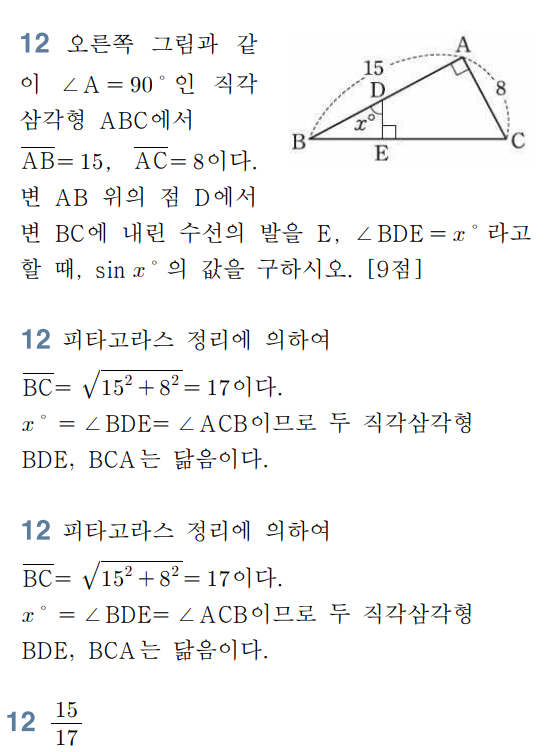 12 오른쪽 그림과 같
이 ∠A=90°인 직각
삼각형 ABC에서
AB=15, AC=8이다.
변 AB 위의 점 D에서
변 BC에 내린 수선의 발을 E, ∠BDE=x°라고
할 때, sin x°의 값을 구하시오. [9점]
A
15
D
8
x°
B
C
E
12 피타고라스 정리에 의하여
BC= √(15²+8²)=17이다.
x° = ∠BDE= ∠ACB이므로 두 직각삼각형
BDE, BCA는 닮음이다.
12 피타고라스 정리에 의하여
BC= √(15²+8²)=17이다.
x° = ∠BDE= ∠ACB이므로 두 직각삼각형
BDE, BCA는 닮음이다.
12 15/17